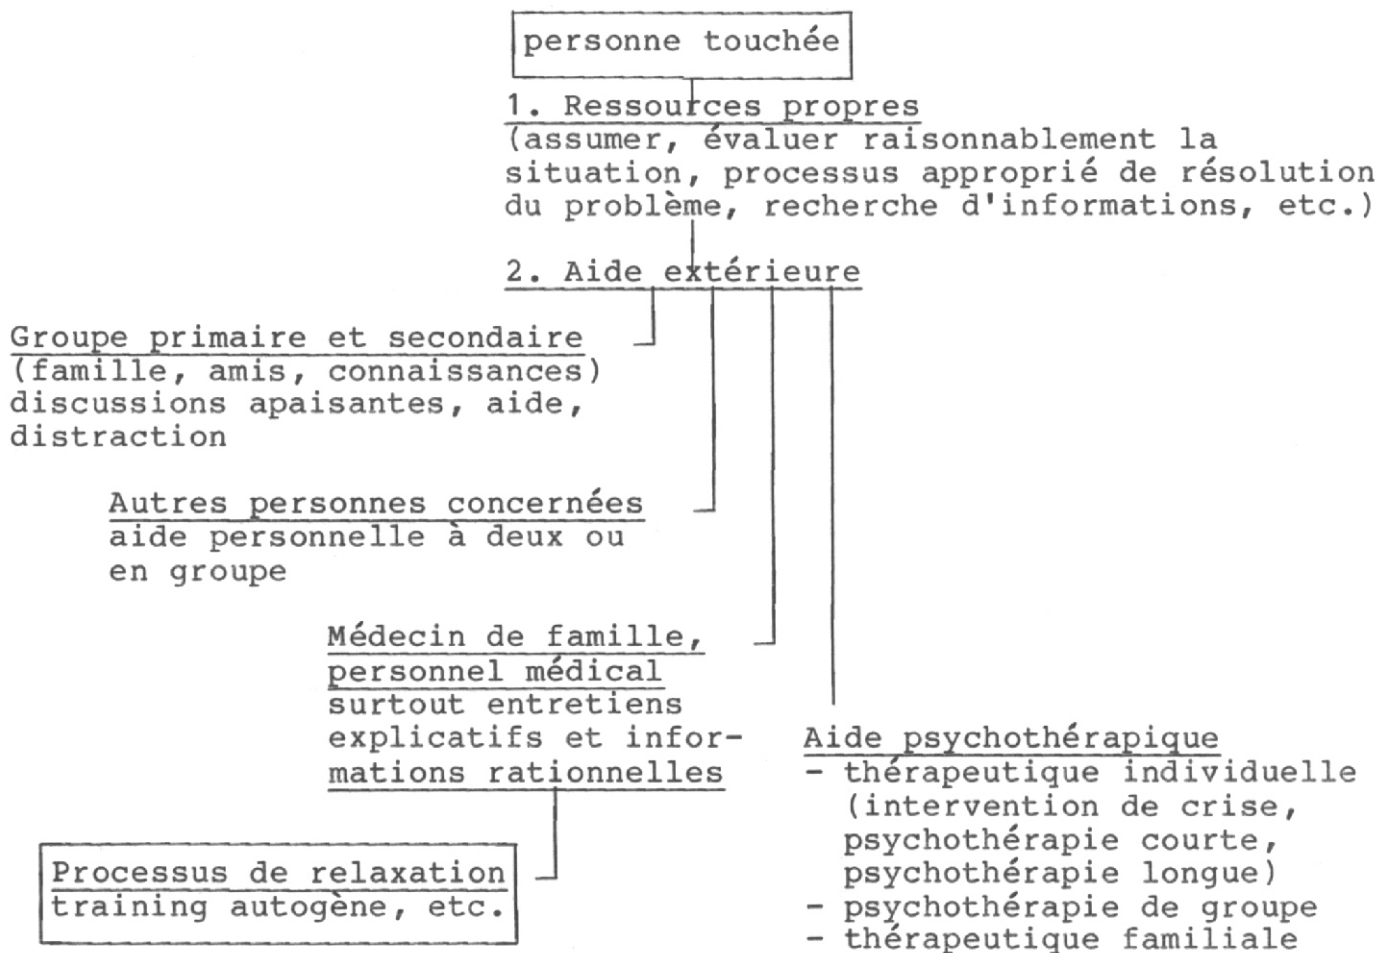 personne touchée
1. Ressources propres
(assumer, évaluer raisonnablement la
situation, processus approprié de résolution
du problème, recherche d'informations, etc.)
2. Aide extérieure
Groupe primaire et secondaire
(famille, amis, connaissances)
discussions apaisantes, aide,
distraction
Autres personnes concernées
aide personnelle à deux ou
en groupe
Médecin de famille,
personnel médical
surtout entretiens
explicatifs et infor-
mations rationnelles
Processus de relaxation
training autogène, etc.
Aide psychothérapique
- thérapeutique individuelle
(intervention de crise,
psychothérapie courte,
psychothérapie longue)
- psychothérapie de groupe
- thérapeutique familiale